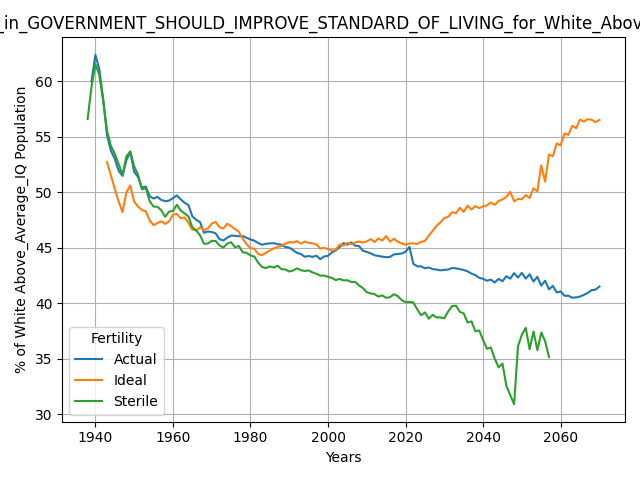 _in_GOVERNMENT_SHOULD_IMPROVE_STANDARD_OF_LIVING_for_White_Abov
% of White Above_Average_IQ Population
60
55
50
45
40
35
30
Fertility
Actual
Ideal
Sterile
1940 1960 1980 2000 2020 2040 2060
Years